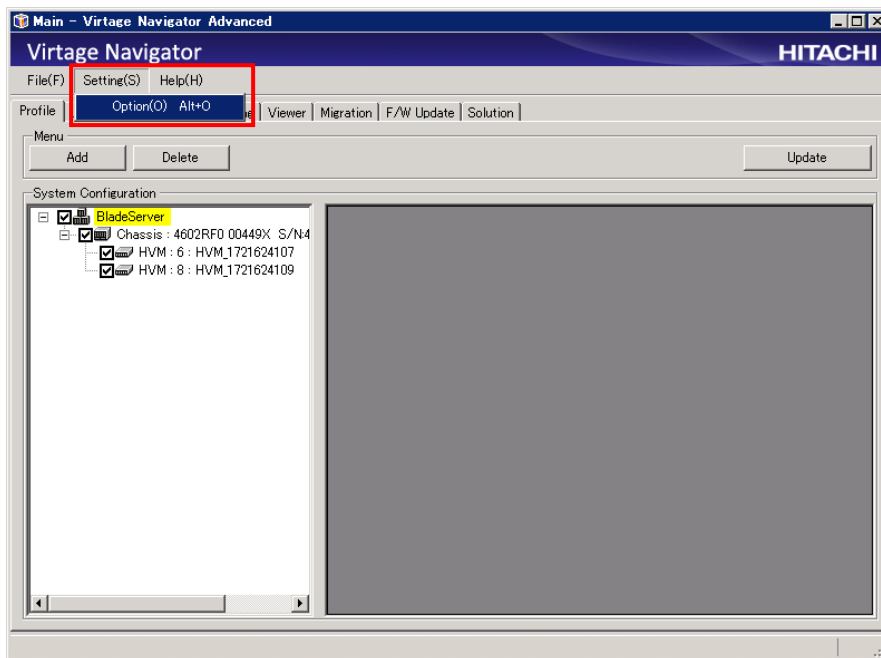 Main - Virtage Navigator Advanced
Virtage Navigator
HITACHI
File(F) Setting(S) Help(H)
Option(O) Alt+O
Profile Viewer Migration F/W Update Solution
Menu
Add Delete Update
System Configuration
BladeServer
Chassis : 4602RF0 00449X S/N:4
HVM : 6 : HVM_1721624107
HVM : 8 : HVM_1721624109